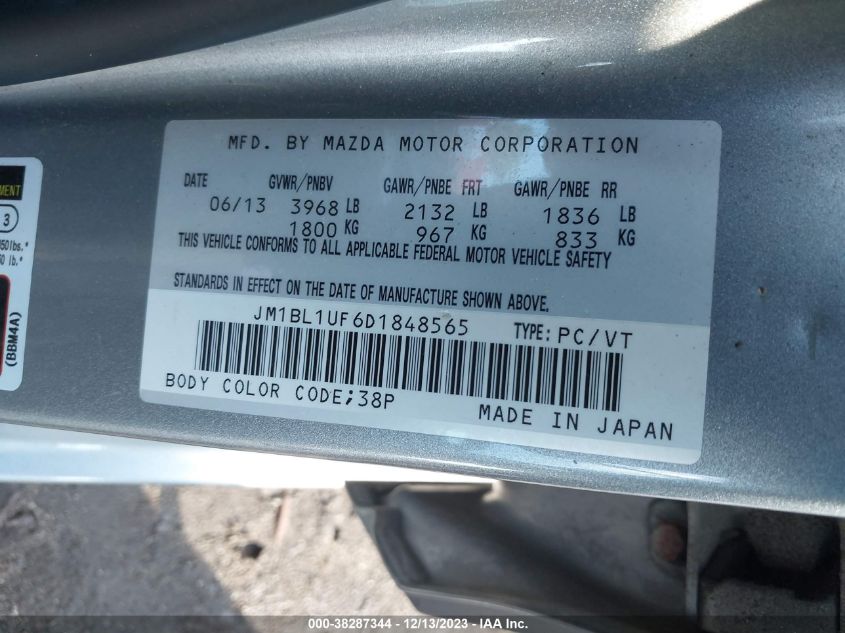 MFD. BY MAZDA MOTOR CORPORATION
DATE GVWR/PNBV GAWR/PNBE FRT GAWR/PNBE RR
06/13 3968 LB 2132 LB 1836 LB
1800 KG 967 KG 833 KG
THIS VEHICLE CONFORMS TO ALL APPLICABLE FEDERAL MOTOR VEHICLE SAFETY
STANDARDS IN EFFECT ON THE DATE OF MANUFACTURE SHOWN ABOVE.
JM1BL1UF6D1848565 TYPE: PC/VT
BODY COLOR CODE;38P
MADE IN JAPAN
3
(BBM4A)
000-38287344 - 12/13/2023 - IAAI.COM